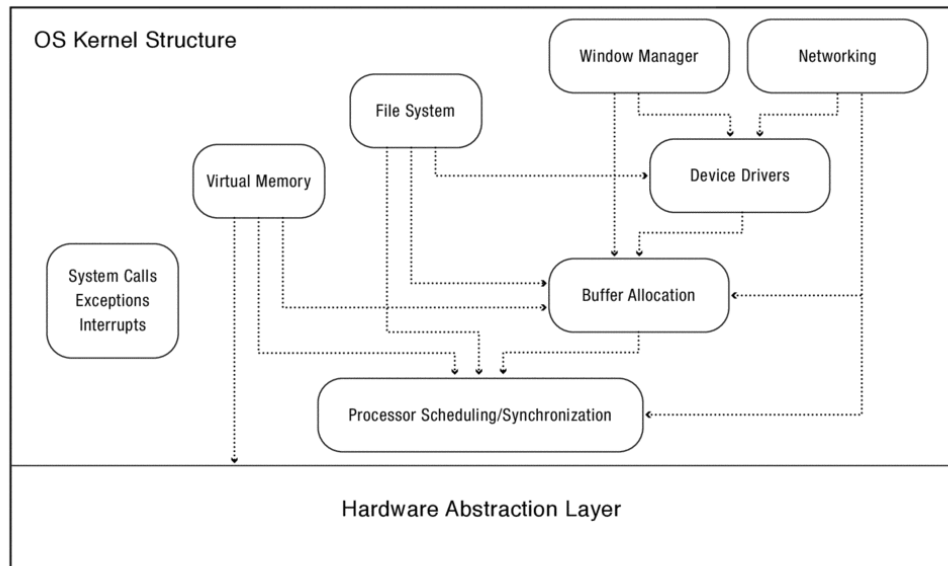 OS Kernel Structure
Window Manager
Networking
File System
Device Drivers
Virtual Memory
System Calls
Exceptions
Interrupts
Buffer Allocation
Processor Scheduling/Synchronization
Hardware Abstraction Layer